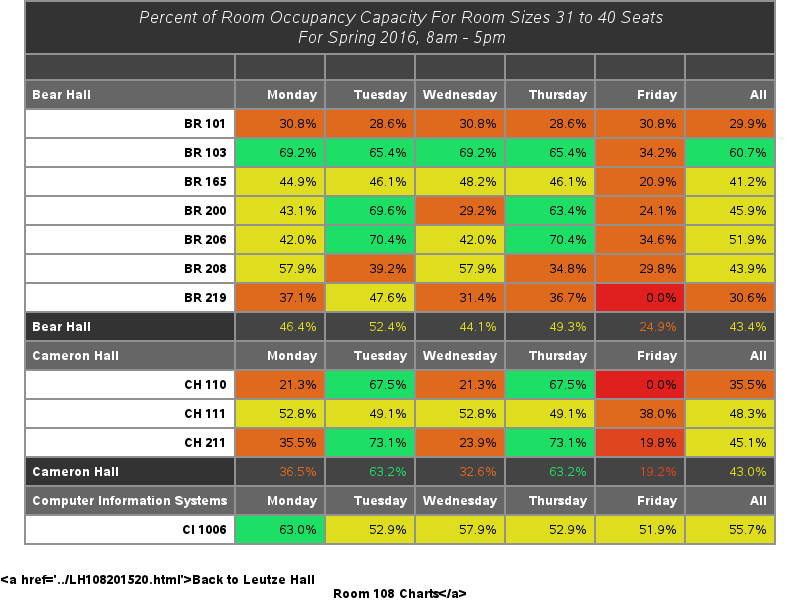 Percent of Room Occupancy Capacity For Room Sizes 31 to 40 Seats
For Spring 2016, 8am - 5pm
Bear Hall Monday Tuesday Wednesday Thursday Friday All
BR 101 30.8% 28.6% 30.8% 28.6% 30.8% 29.9%
BR 103 69.2% 65.4% 69.2% 65.4% 34.2% 60.7%
BR 165 44.9% 46.1% 48.2% 46.1% 20.9% 41.2%
BR 200 43.1% 69.6% 29.2% 63.4% 24.1% 45.9%
BR 206 42.0% 70.4% 42.0% 70.4% 34.6% 51.9%
BR 208 57.9% 39.2% 57.9% 34.8% 29.8% 43.9%
BR 219 37.1% 47.6% 31.4% 36.7% 0.0% 30.6%
Bear Hall 46.4% 52.4% 44.1% 49.3% 24.9% 43.4%
Cameron Hall Monday Tuesday Wednesday Thursday Friday All
CH 110 21.3% 67.5% 21.3% 67.5% 0.0% 35.5%
CH 111 52.8% 49.1% 52.8% 49.1% 38.0% 48.3%
CH 211 35.5% 73.1% 23.9% 73.1% 19.8% 45.1%
Cameron Hall 36.5% 63.2% 32.6% 63.2% 19.2% 43.0%
Computer Information Systems Monday Tuesday Wednesday Thursday Friday All
CI 1006 63.0% 52.9% 57.9% 52.9% 51.9% 55.7%
&lt;a href='../LH108201520.html'&gt;Back to Leutze Hall
Room 108 Charts&lt;/a&gt;